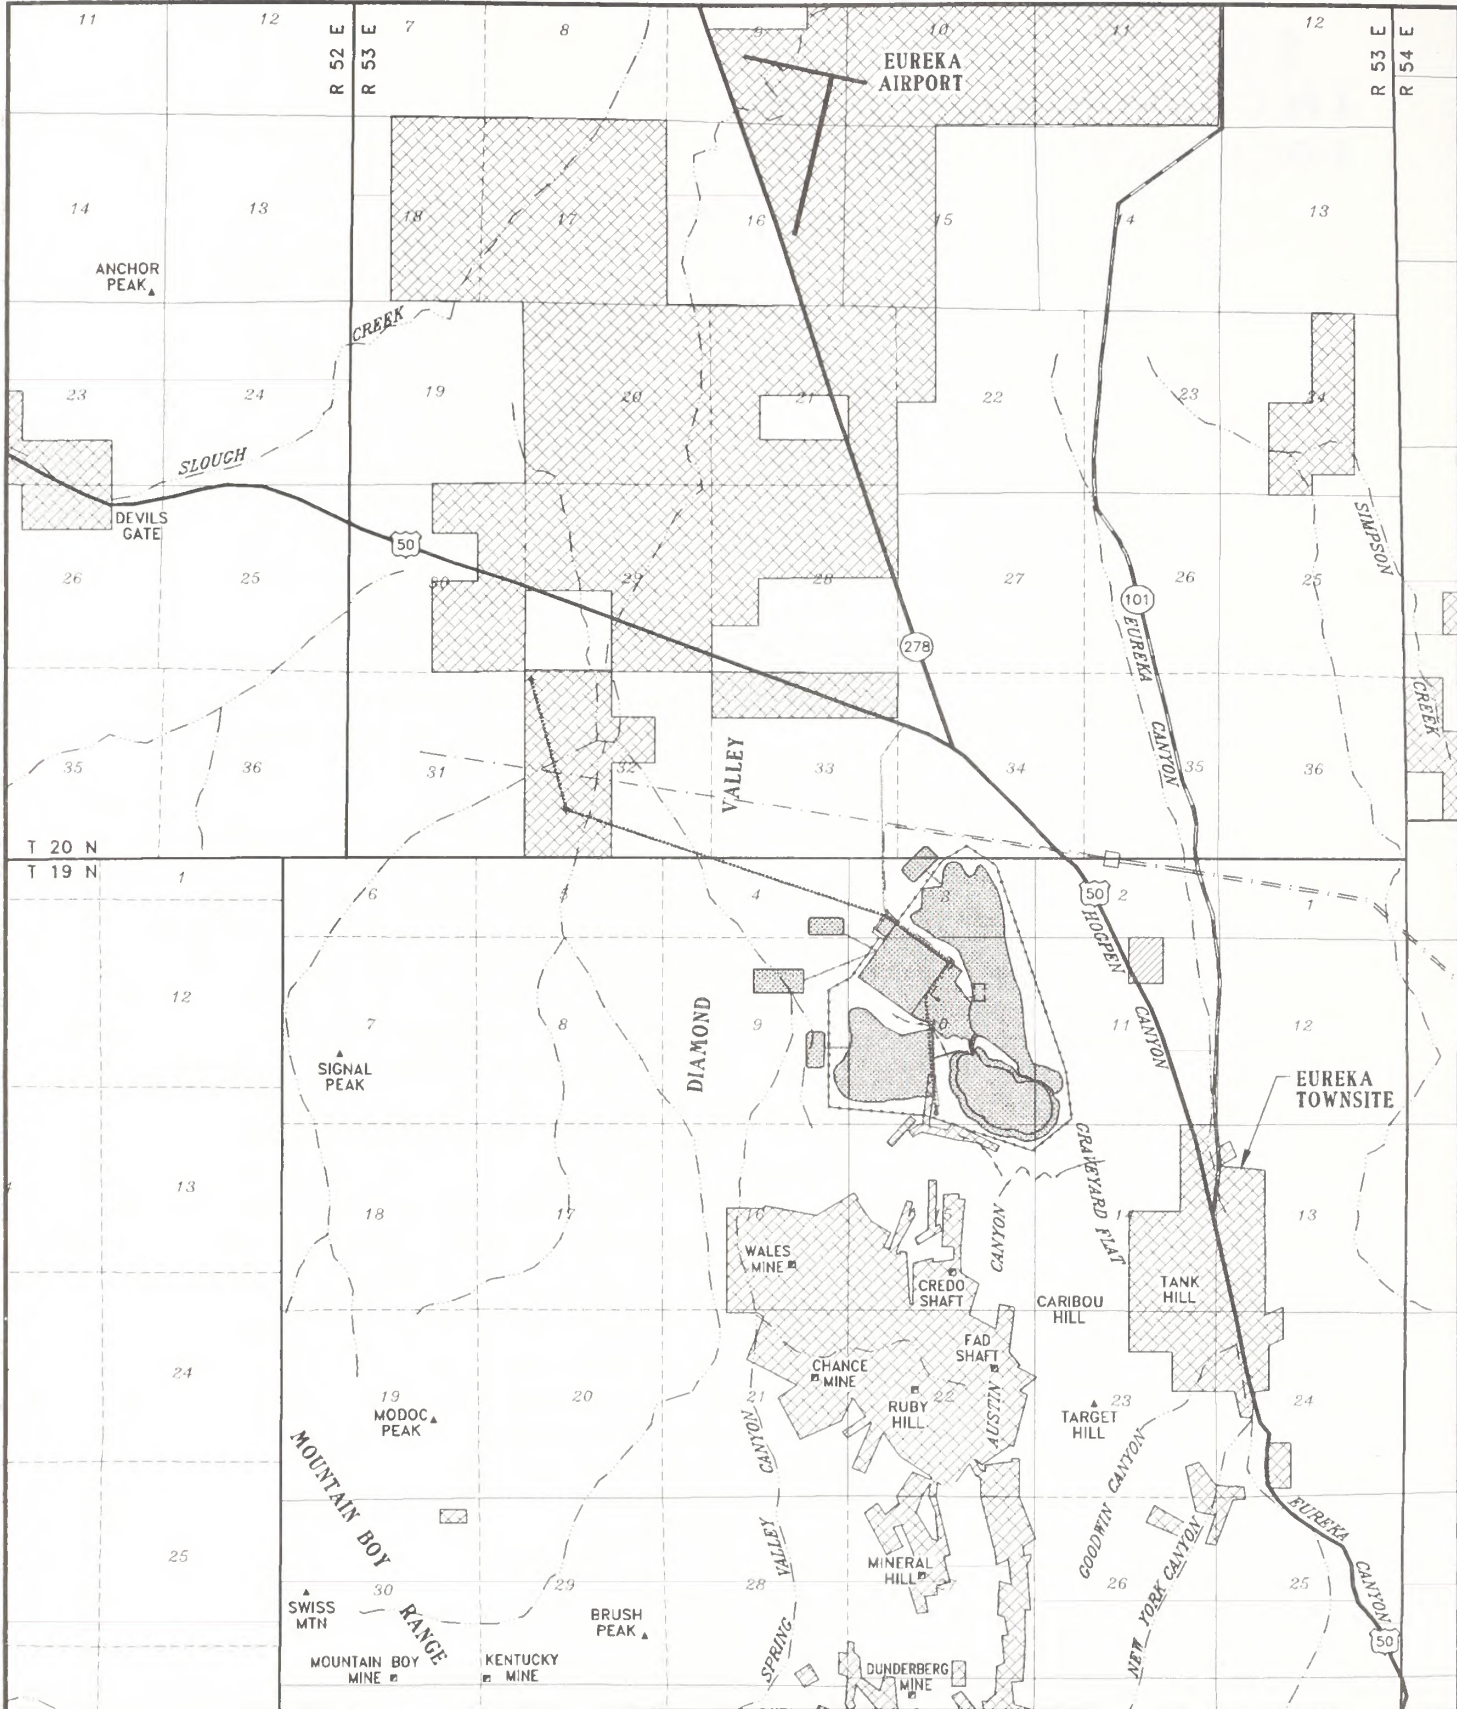 11
12
7
8
9
10
11
12
R 52 E
R 53 E
R 53 E
R 54 E
EUREKA
AIRPORT
14
13
18
17
16
15
14
13
ANCHOR
PEAK
CREEK
23
24
19
20
21
22
23
24
SLOUGH
DEVILS
GATE
50
SIMPSON
26
25
30
29
28
27
26
25
101
278
EUREKA
CREEK
CANYON
VALLEY
35
36
31
32
33
34
35
36
T 20 N
T 19 N
1
6
5
4
3
50
2
1
HOGPEN
12
7
8
9
10
11
12
CANYON
DIAMOND
SIGNAL
PEAK
EUREKA
TOWNSITE
GRAVEYARD FLAT
13
18
17
16
15
14
13
CANYON
WALES
MINE
CREDO
SHAFT
CARIBOU
HILL
TANK
HILL
FAD
SHAFT
CHANCE
MINE
24
19
20
21
22
23
24
MODOC
PEAK
RUBY
HILL
AUSTIN
TARGET
HILL
MOUNTAIN BOY
RANGE
CANYON
VALLEY
SPRING
GOODWIN CANYON
NEW YORK CANYON
EUREKA
CANYON
25
30
29
28
27
26
25
MINERAL
HILL
SWISS
MTN
BRUSH
PEAK
50
MOUNTAIN BOY
MINE
KENTUCKY
MINE
DUNDERBERG
MINE